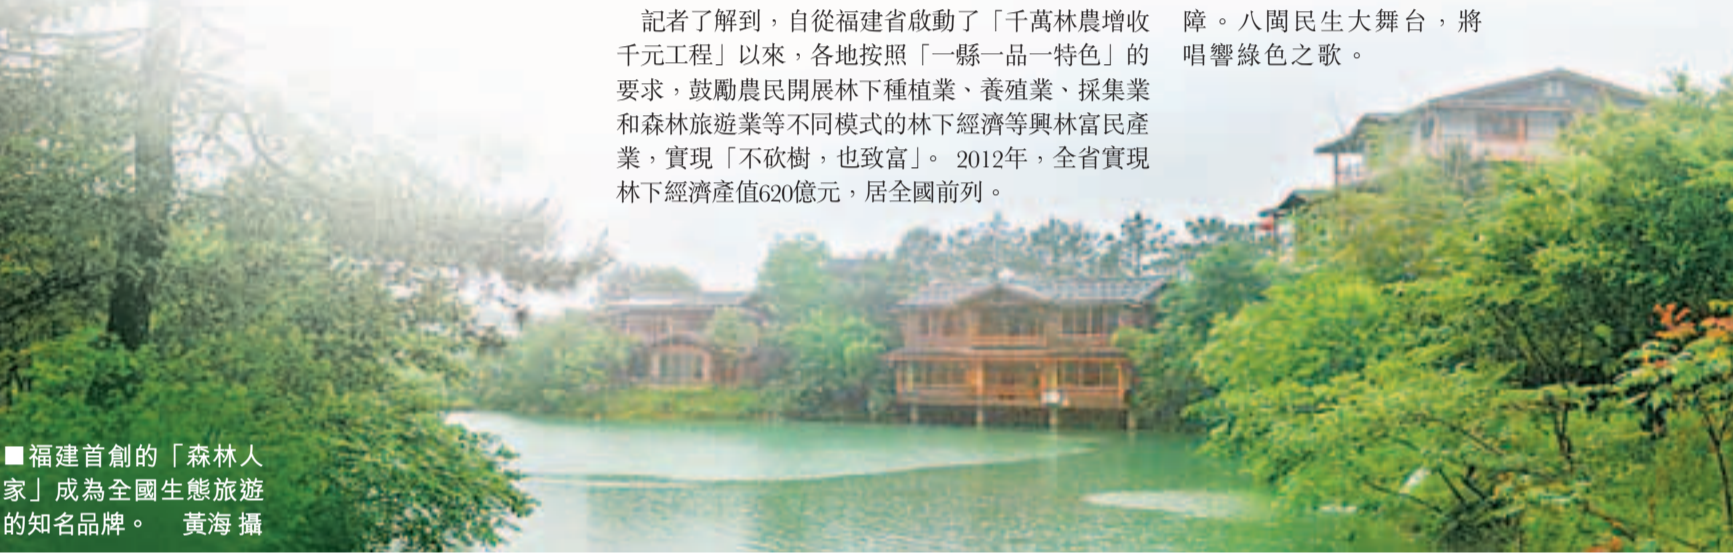 記者了解到，自從福建省啟動了「千萬林農增收
千元工程」以來，各地按照「一縣一品一特色」的
要求，鼓勵農民開展林下種植業、養殖業、採集業
和森林旅遊業等不同模式的林下經濟等興林富民產
業，實現「不砍樹，也致富」。 2012年，全省實現
林下經濟產值620億元，居全國前列。
障。八閩民生大舞台，將
唱響綠色之歌。
■福建首創的「森林人
家」成為全國生態旅遊
的知名品牌。 黃海 攝